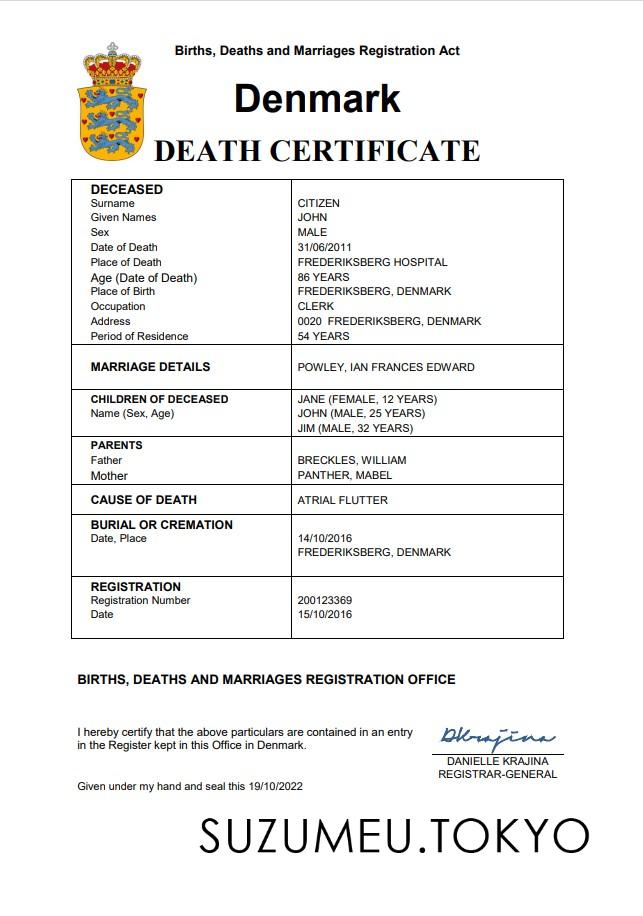 Births, Deaths and Marriages Registration Act
Denmark
DEATH CERTIFICATE
DECEASED
Surname CITIZEN
Given Names JOHN
Sex MALE
Date of Death 31/06/2011
Place of Death FREDERIKSBERG HOSPITAL
Age (Date of Death) 86 YEARS
Place of Birth FREDERIKSBERG, DENMARK
Occupation CLERK
Address 0020 FREDERIKSBERG, DENMARK
Period of Residence 54 YEARS
MARRIAGE DETAILS POWLEY, IAN FRANCES EDWARD
CHILDREN OF DECEASED JANE (FEMALE, 12 YEARS)
Name (Sex, Age) JOHN (MALE, 25 YEARS)
JIM (MALE, 32 YEARS)
PARENTS
Father BRECKLES, WILLIAM
Mother PANTHER, MABEL
CAUSE OF DEATH ATRIAL FLUTTER
BURIAL OR CREMATION
Date, Place 14/10/2016
FREDERIKSBERG, DENMARK
REGISTRATION
Registration Number 200123369
Date 15/10/2016
BIRTHS, DEATHS AND MARRIAGES REGISTRATION OFFICE
I hereby certify that the above particulars are contained in an entry
in the Register kept in this Office in Denmark.
DKrajina
DANIELLE KRAJINA
REGISTRAR-GENERAL
Given under my hand and seal this 19/10/2022
SUZUMEU.TOKYO